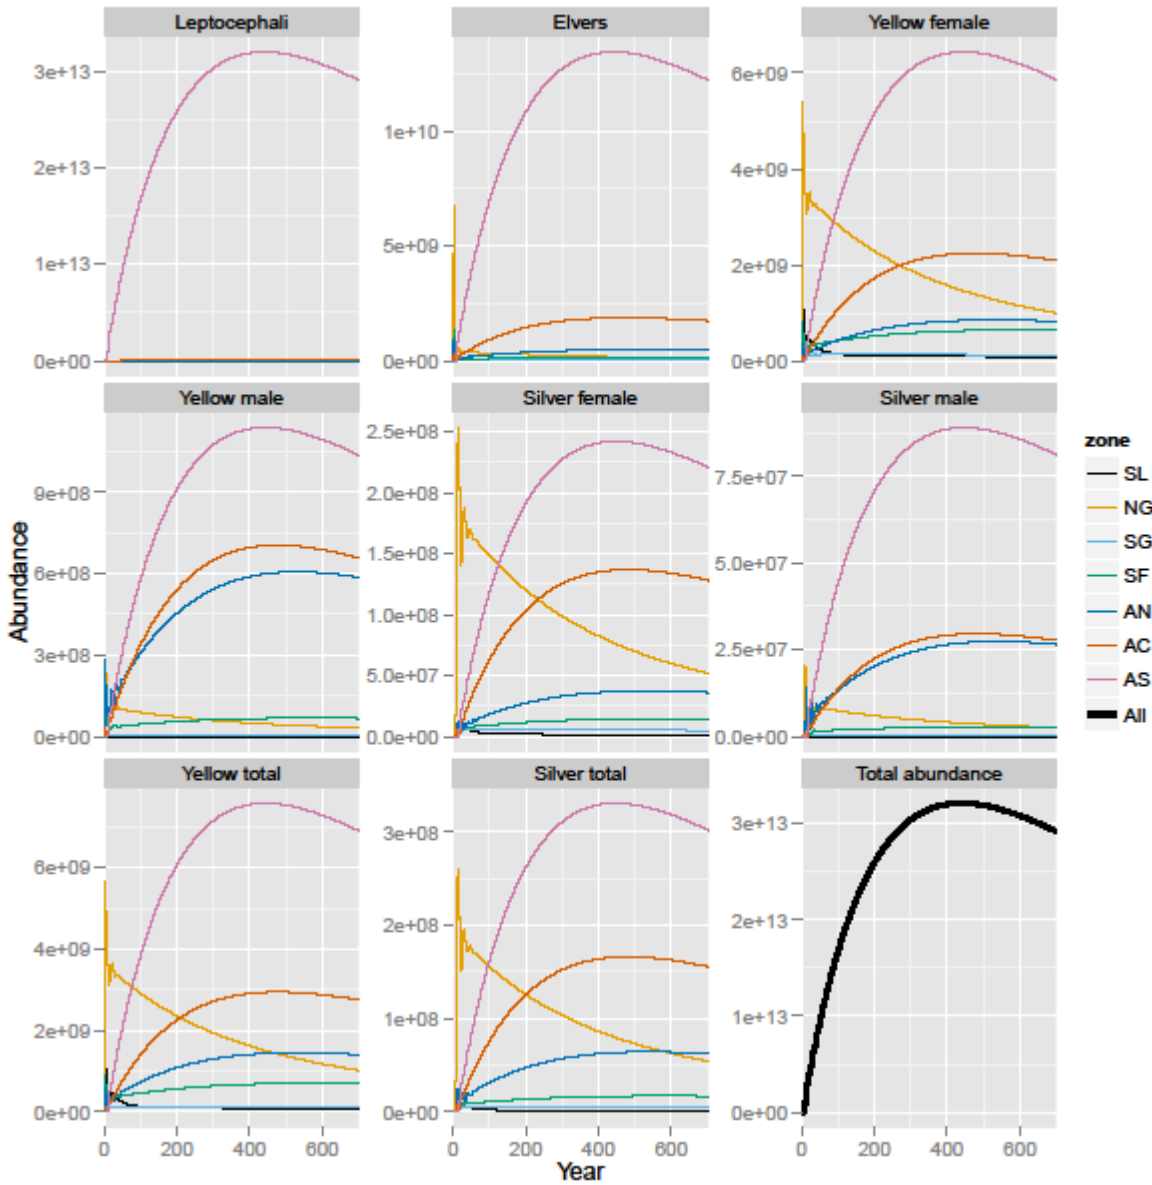 Leptocephali
Elvers
Yellow female
3e+13
2e+13
1e+13
0e+00
1e+10
5e+09
0e+00
6e+09
4e+09
2e+09
0e+00
Yellow male
Silver female
Silver male
9e+08
6e+08
3e+08
0e+00
2.5e+08
2.0e+08
1.5e+08
1.0e+08
5.0e+07
0.0e+00
7.5e+07
5.0e+07
2.5e+07
0.0e+00
Yellow total
Silver total
Total abundance
6e+09
4e+09
2e+09
0e+00
3e+08
2e+08
1e+08
0e+00
3e+13
2e+13
1e+13
0e+00
0 200 400 600
0 200 400 600
0 200 400 600
Year
Abundance
zone
SL
NG
SG
SF
AN
AC
AS
All